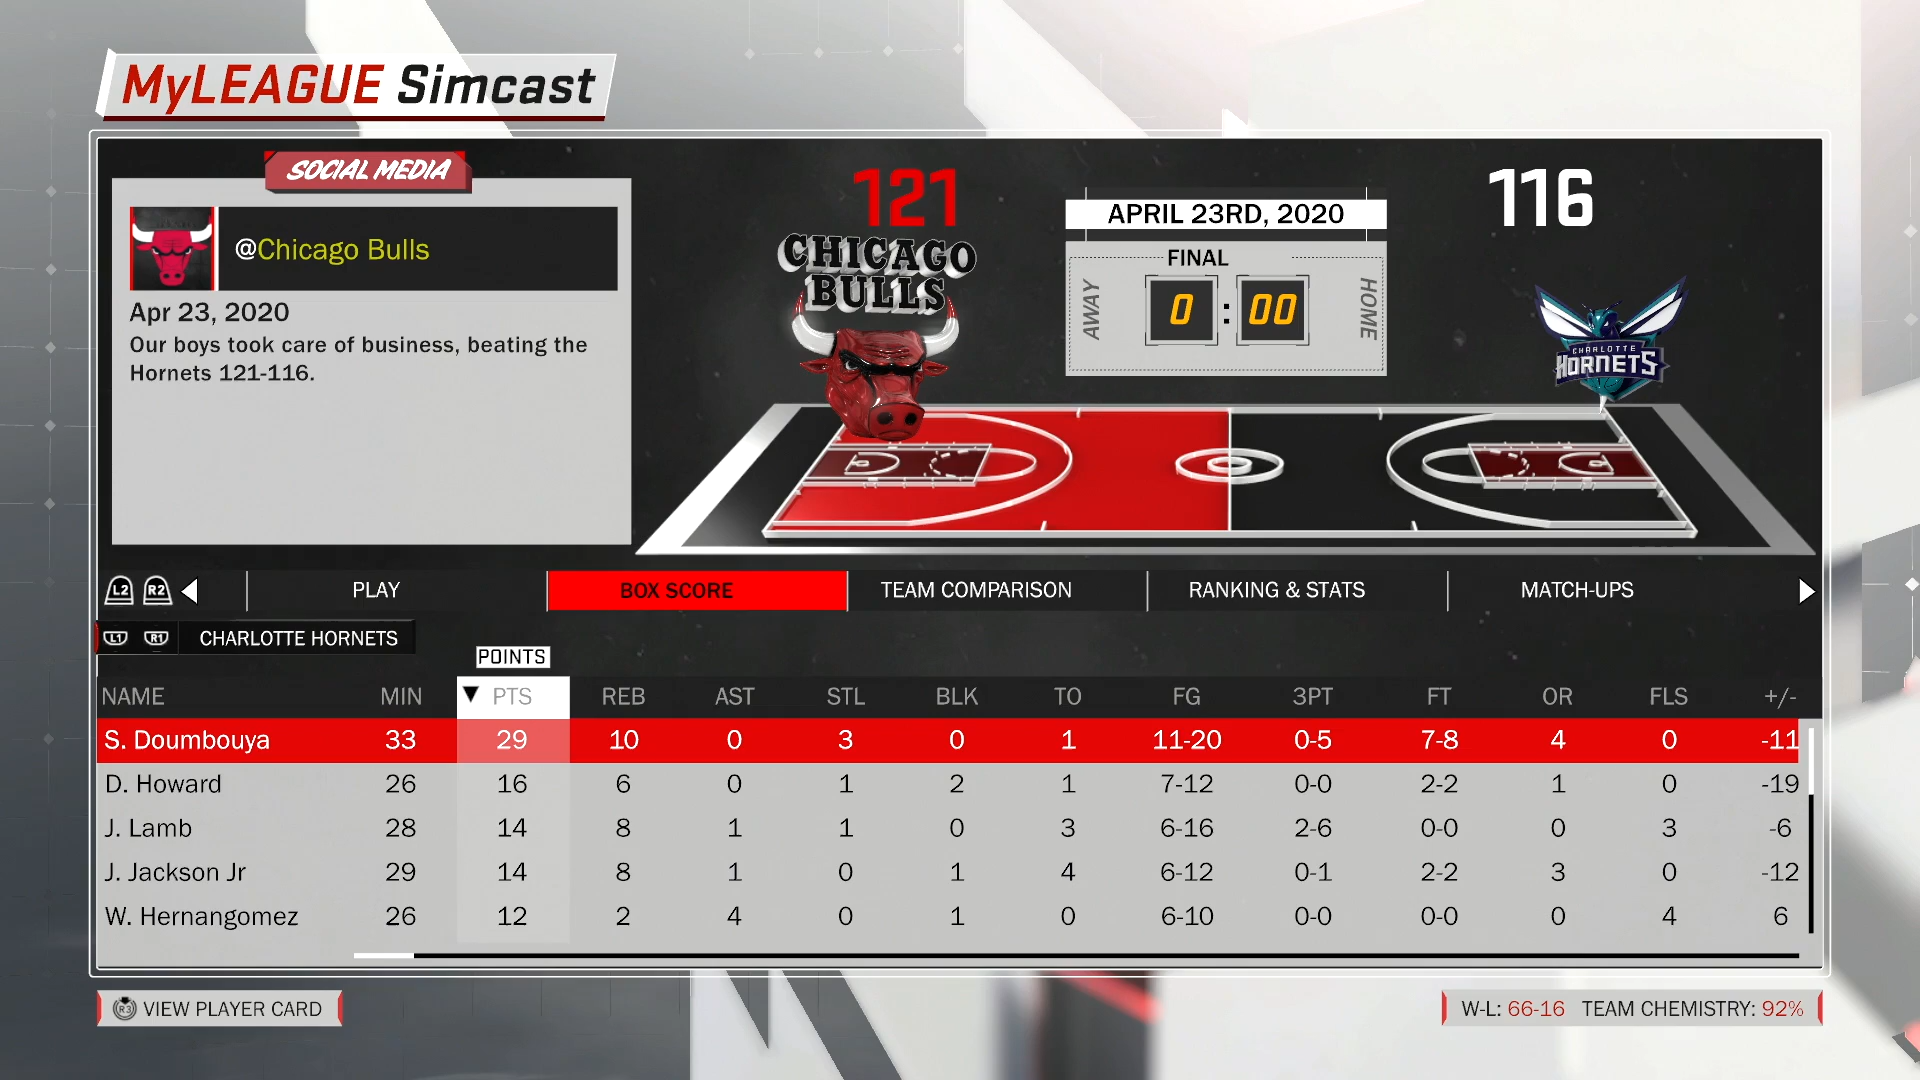 MyLEAGUE Simcast
SOCIAL MEDIA
@Chicago Bulls
Apr 23, 2020
Our boys took care of business, beating the
Hornets 121-116.
121
CHICAGO
BULLS
APRIL 23RD, 2020
FINAL
AWAY
0 : 00
HOME
116
CHARLOTTE
HORNETS
L2 R2 PLAY BOX SCORE TEAM COMPARISON RANKING & STATS MATCH-UPS
L1 R1 CHARLOTTE HORNETS
POINTS
NAME MIN PTS REB AST STL BLK TO FG 3PT FT OR FLS +/-
S. Doumbouya 33 29 10 0 3 0 1 11-20 0-5 7-8 4 0 -11
D. Howard 26 16 6 0 1 2 1 7-12 0-0 2-2 1 0 -19
J. Lamb 28 14 8 1 1 0 3 6-16 2-6 0-0 0 3 -6
J. Jackson Jr 29 14 8 1 0 1 4 6-12 0-1 2-2 3 0 -12
W. Hernangomez 26 12 2 4 0 1 0 6-10 0-0 0-0 0 4 6
R3 VIEW PLAYER CARD
W-L: 66-16 TEAM CHEMISTRY: 92%